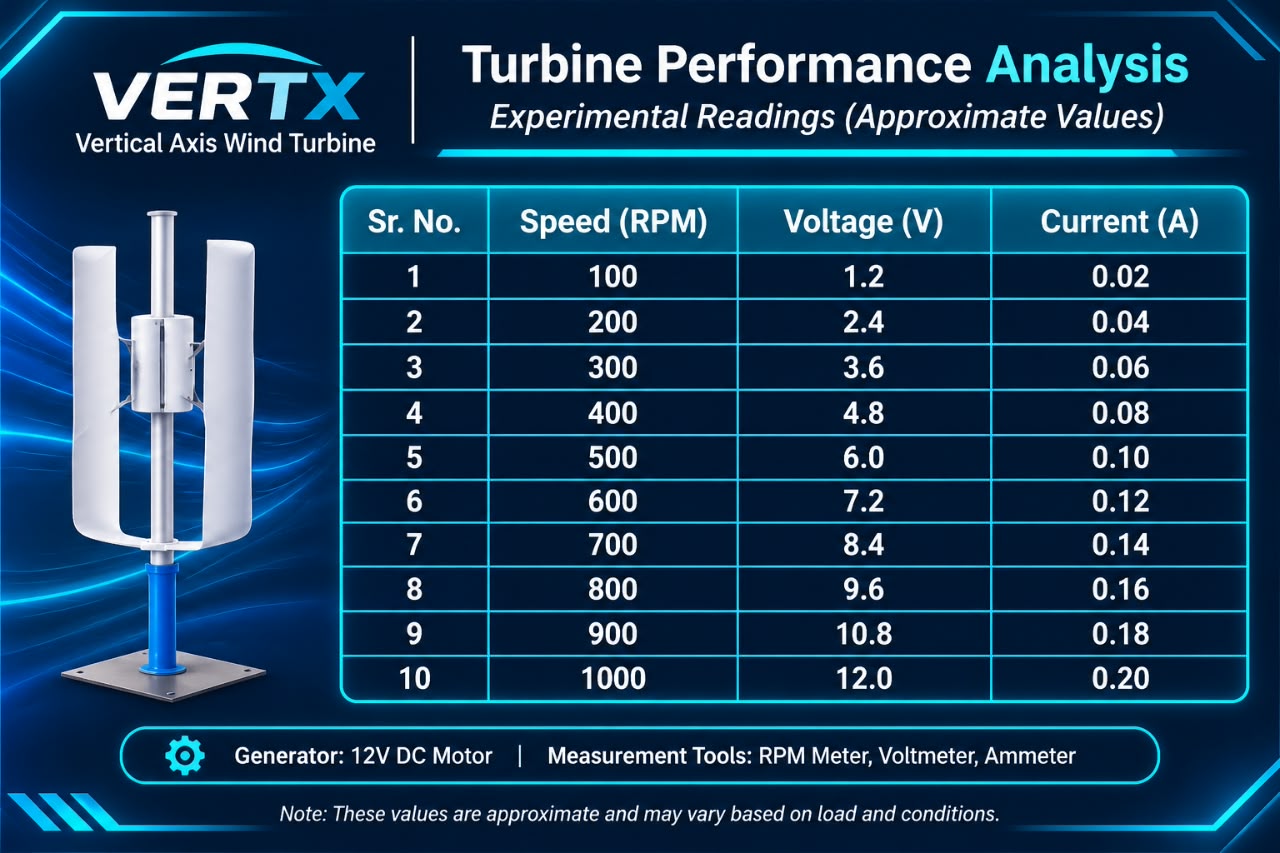 VERTX
Vertical Axis Wind Turbine
Turbine Performance Analysis
Experimental Readings (Approximate Values)
Sr. No. Speed (RPM) Voltage (V) Current (A)
1 100 1.2 0.02
2 200 2.4 0.04
3 300 3.6 0.06
4 400 4.8 0.08
5 500 6.0 0.10
6 600 7.2 0.12
7 700 8.4 0.14
8 800 9.6 0.16
9 900 10.8 0.18
10 1000 12.0 0.20
Generator: 12V DC Motor | Measurement Tools: RPM Meter, Voltmeter, Ammeter
Note: These values are approximate and may vary based on load and conditions.